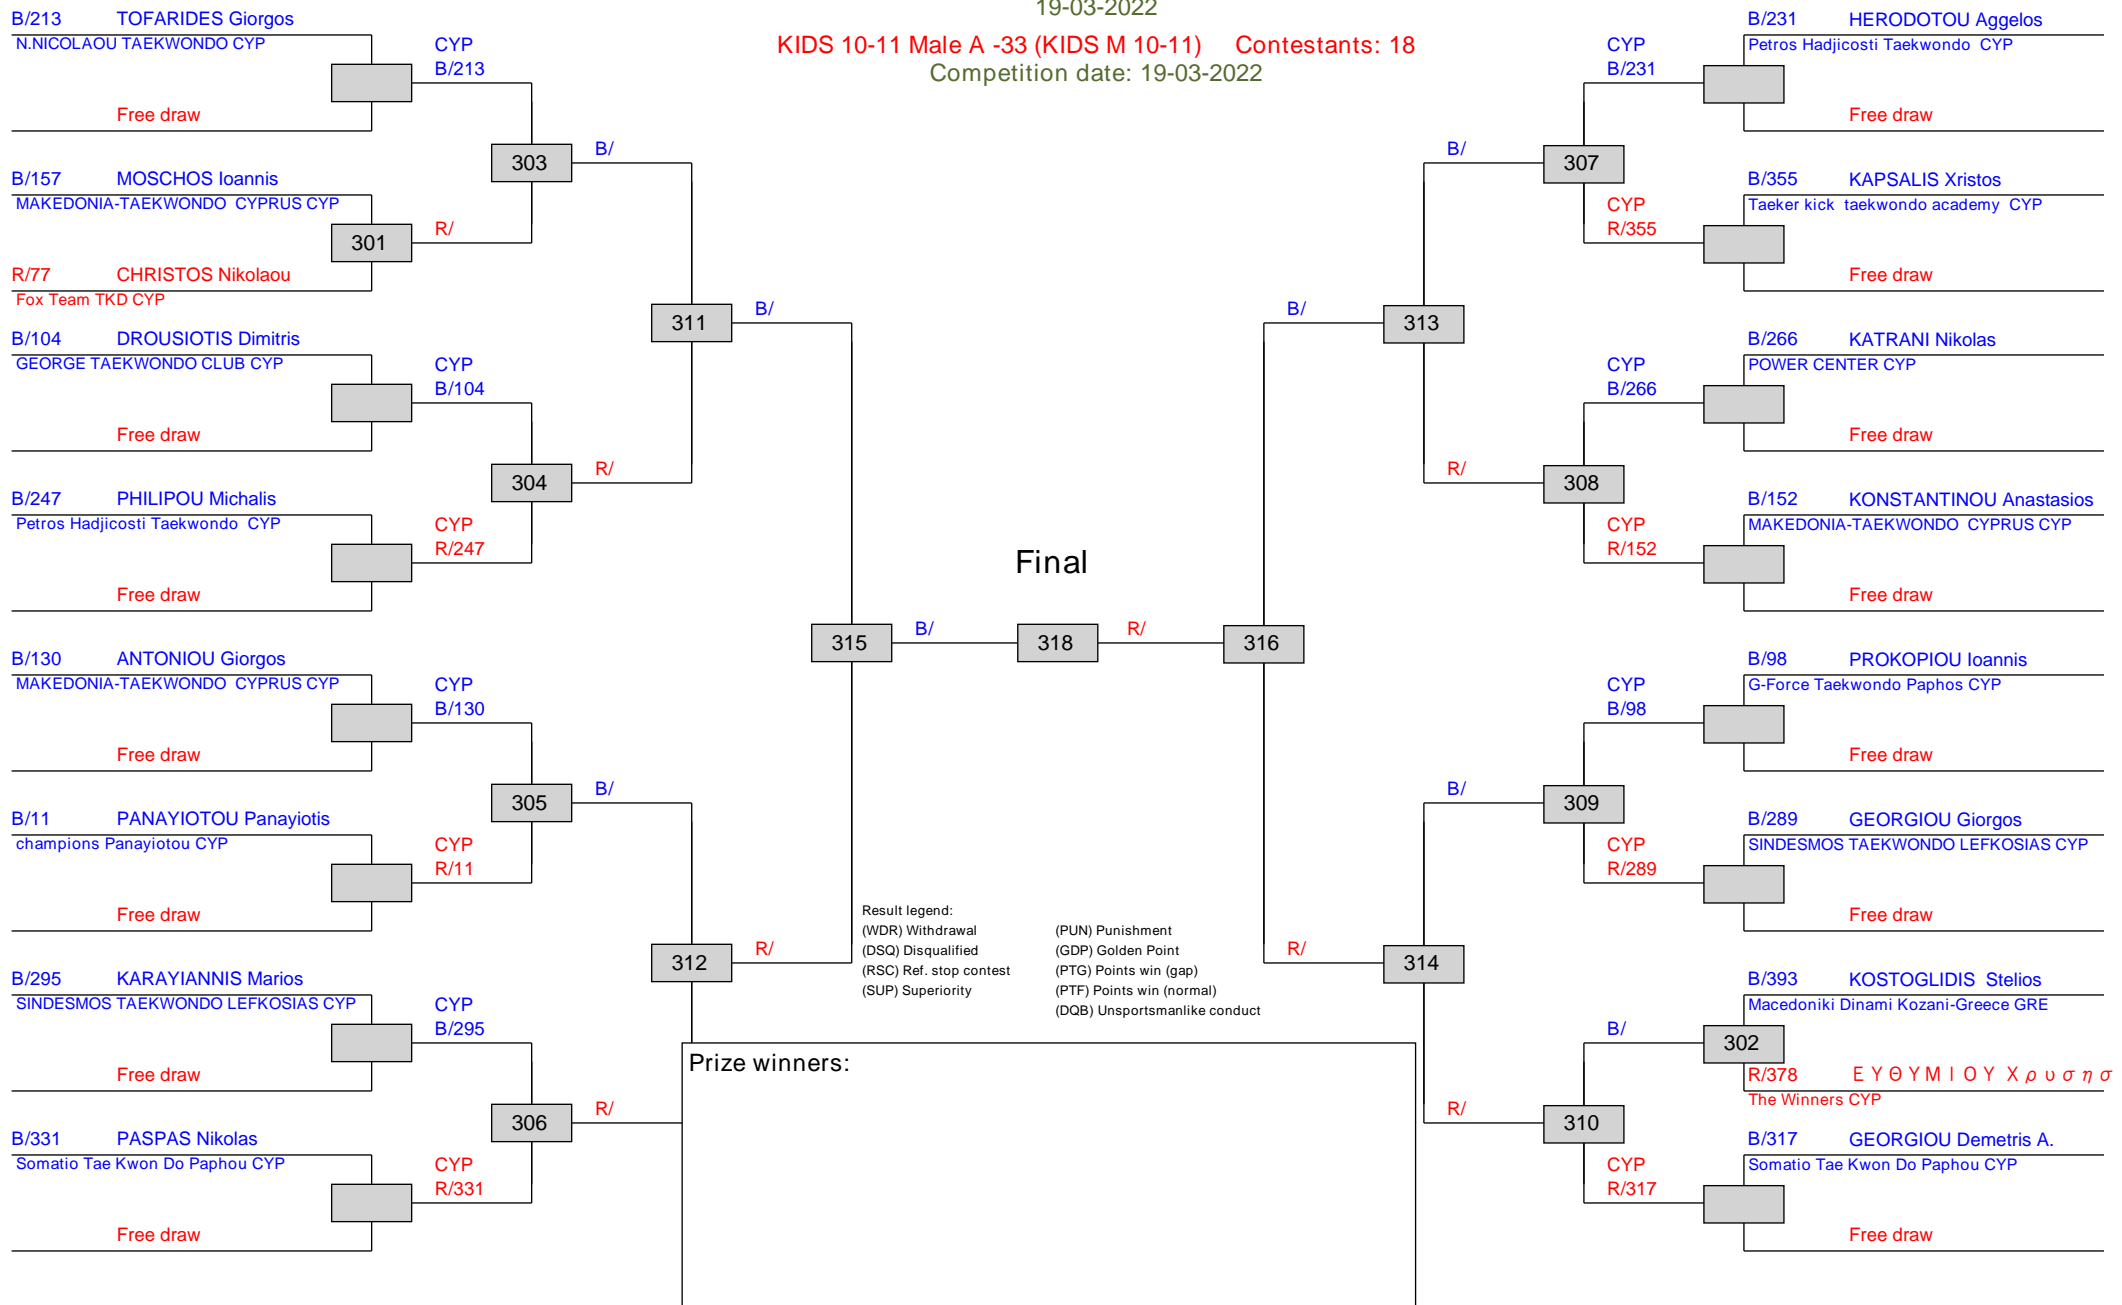 19-03-2022
KIDS 10-11 Male A -33 (KIDS M 10-11) Contestants: 18
Competition date: 19-03-2022
B/213 TOFARIDES Giorgos
N.NICOLAOU TAEKWONDO CYP
Free draw
CYP
B/213
B/157 MOSCHOS Ioannis
MAKEDONIA-TAEKWONDO CYPRUS CYP
301
R/
R/77 CHRISTOS Nikolaou
Fox Team TKD CYP
303
B/
B/104 DROUSIOTIS Dimitris
GEORGE TAEKWONDO CLUB CYP
Free draw
CYP
B/104
B/247 PHILIPOU Michalis
Petros Hadjicosti Taekwondo CYP
Free draw
CYP
R/247
304
R/
311
B/
B/130 ANTONIOU Giorgos
MAKEDONIA-TAEKWONDO CYPRUS CYP
Free draw
CYP
B/130
B/11 PANAYIOTOU Panayiotis
champions Panayiotou CYP
Free draw
CYP
R/11
305
B/
B/295 KARAYIANNIS Marios
SINDESMOS TAEKWONDO LEFKOSIAS CYP
Free draw
CYP
B/295
B/331 PASPAS Nikolas
Somatio Tae Kwon Do Paphou CYP
Free draw
CYP
R/331
306
R/
312
R/
315
B/
Final
318
R/
316
B/
313
B/
307
CYP
B/231
B/231 HERODOTOU Aggelos
Petros Hadjicosti Taekwondo CYP
Free draw
CYP
R/355
B/355 KAPSALIS Xristos
Taeker kick taekwondo academy CYP
Free draw
R/
308
CYP
B/266
B/266 KATRANI Nikolas
POWER CENTER CYP
Free draw
CYP
R/152
B/152 KONSTANTINOU Anastasios
MAKEDONIA-TAEKWONDO CYPRUS CYP
Free draw
R/
314
B/
309
CYP
B/98
B/98 PROKOPIOU Ioannis
G-Force Taekwondo Paphos CYP
Free draw
CYP
R/289
B/289 GEORGIOU Giorgos
SINDESMOS TAEKWONDO LEFKOSIAS CYP
Free draw
R/
310
B/
302
B/393 KOSTOGLIDIS Stelios
Macedoniki Dinami Kozani-Greece GRE
R/378 ΕΥΘΥΜΙΟΥ Χρυσησ
The Winners CYP
CYP
R/317
B/317 GEORGIOU Demetris A.
Somatio Tae Kwon Do Paphou CYP
Free draw
Result legend:
(WDR) Withdrawal
(DSQ) Disqualified
(RSC) Ref. stop contest
(SUP) Superiority
(PUN) Punishment
(GDP) Golden Point
(PTG) Points win (gap)
(PTF) Points win (normal)
(DQB) Unsportsmanlike conduct
Prize winners: